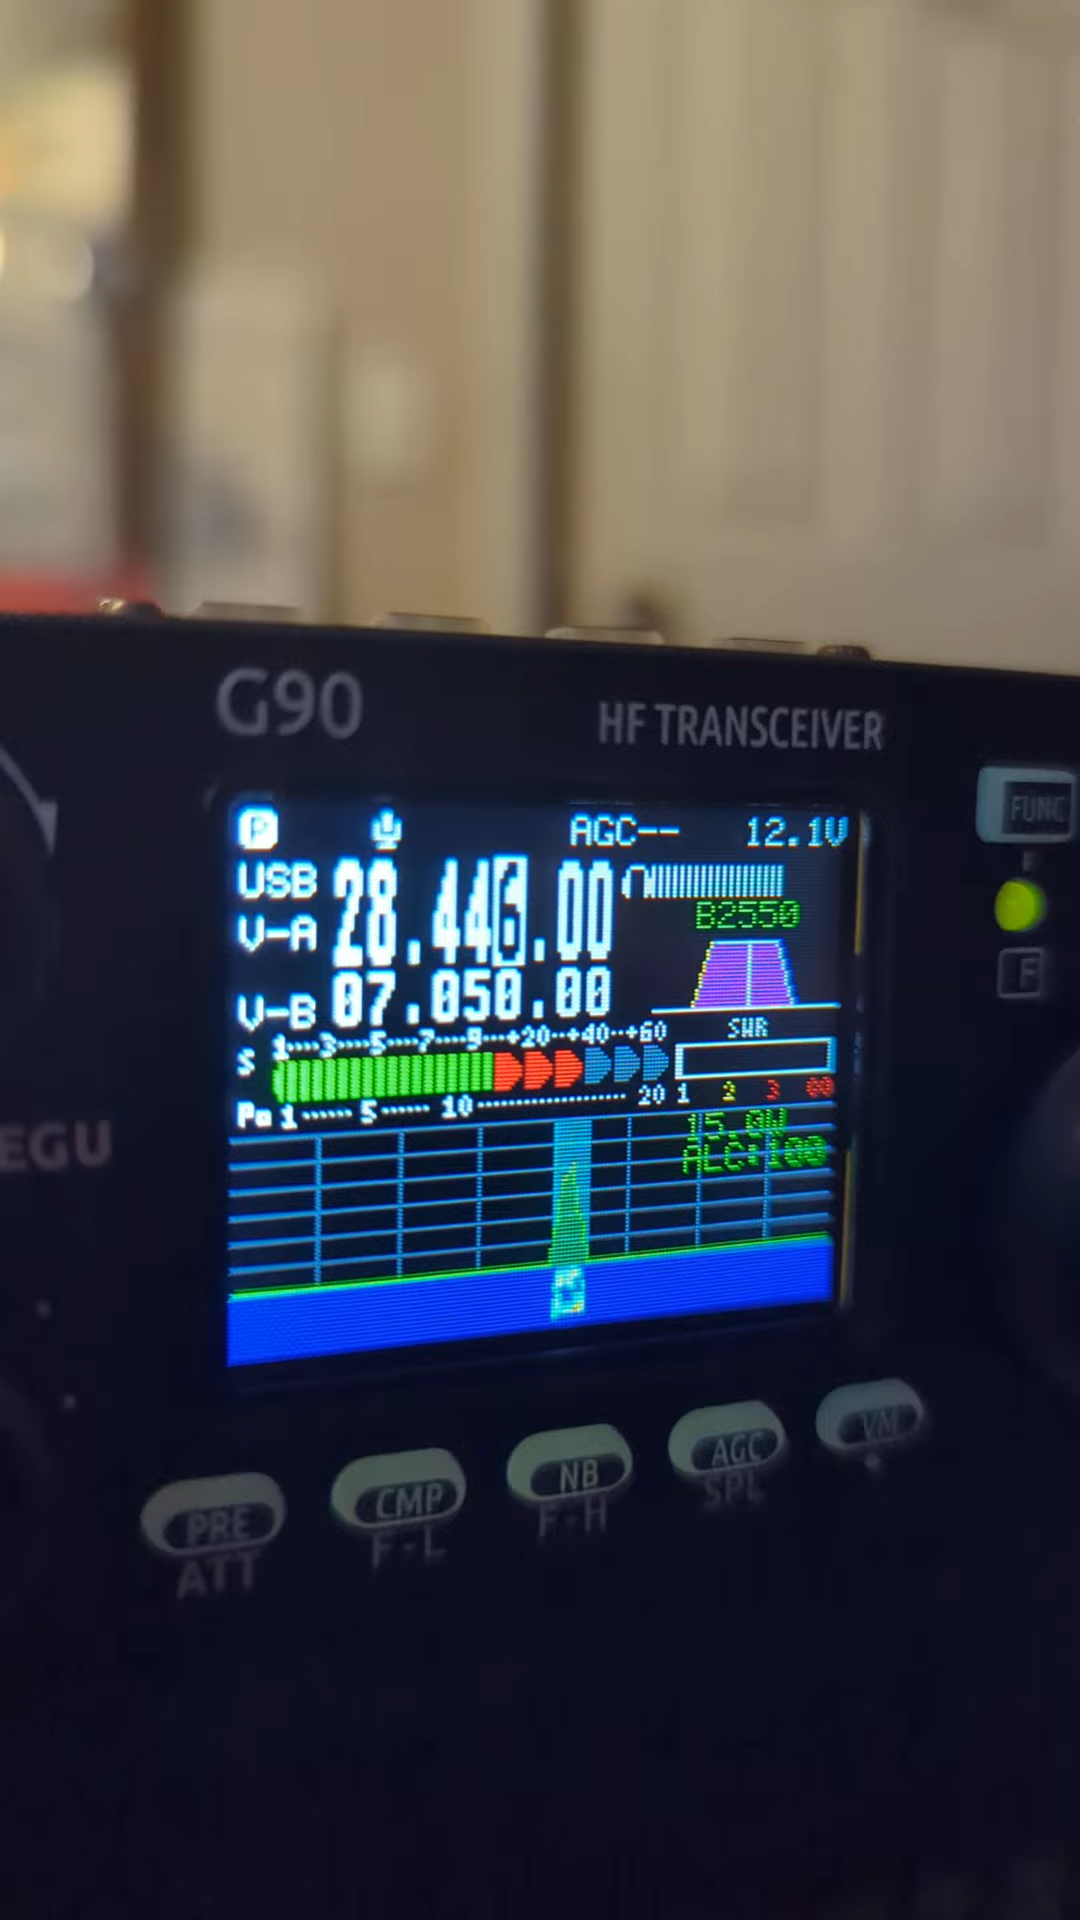 G90
HF TRANSCEIVER
FUNC
P AGC-- 12.1V
USB 28.446.00
V-A
B2550
V-B 07.050.00
SWR
S 1 3 5 7 9 +20 +40 +60
Po 1 5 10 20
1 2 3 00
15.0W
ALC:100
F
EGU
PRE
ATT
CMP
F-L
NB
F-H
AGC
SPL
VM